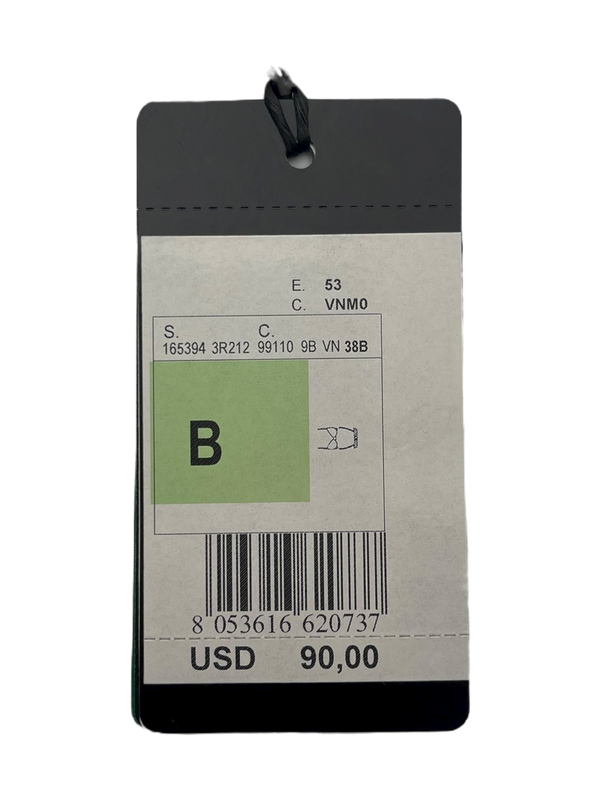 E. 53
C. VNM0
S. C.
165394 3R212 99110 9B VN 38B
B
8 053616 620737
USD 90,00